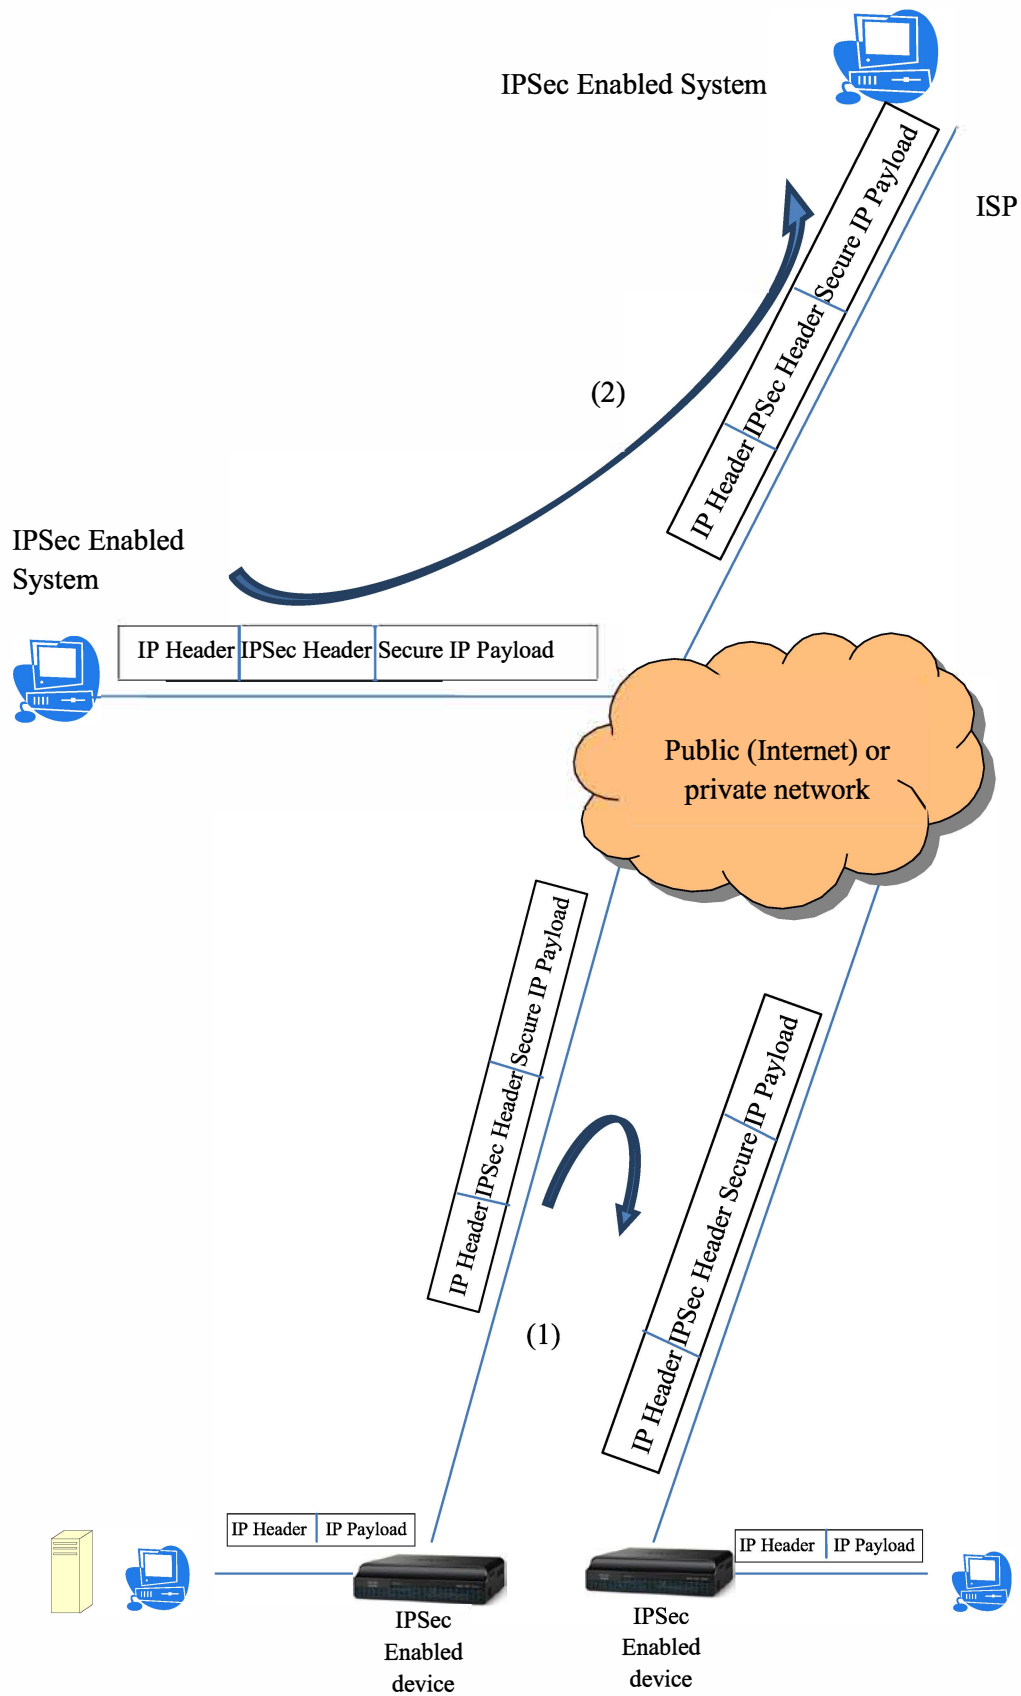 IPSec Enabled System
ISP
Secure IP Payload
IPSec Header
IP Header
(2)
IPSec Enabled
System
IP Header IPSec Header Secure IP Payload
Public (Internet) or
private network
IP Header IPSec Header Secure IP Payload
IP Header IPSec Header Secure IP Payload
(1)
IP Header IP Payload
IP Header IP Payload
IPSec
Enabled
device
IPSec
Enabled
device